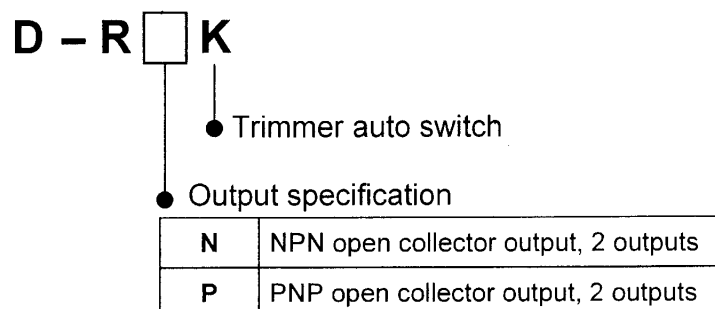 D – R □ K
Trimmer auto switch
Output specification
N NPN open collector output, 2 outputs
P PNP open collector output, 2 outputs